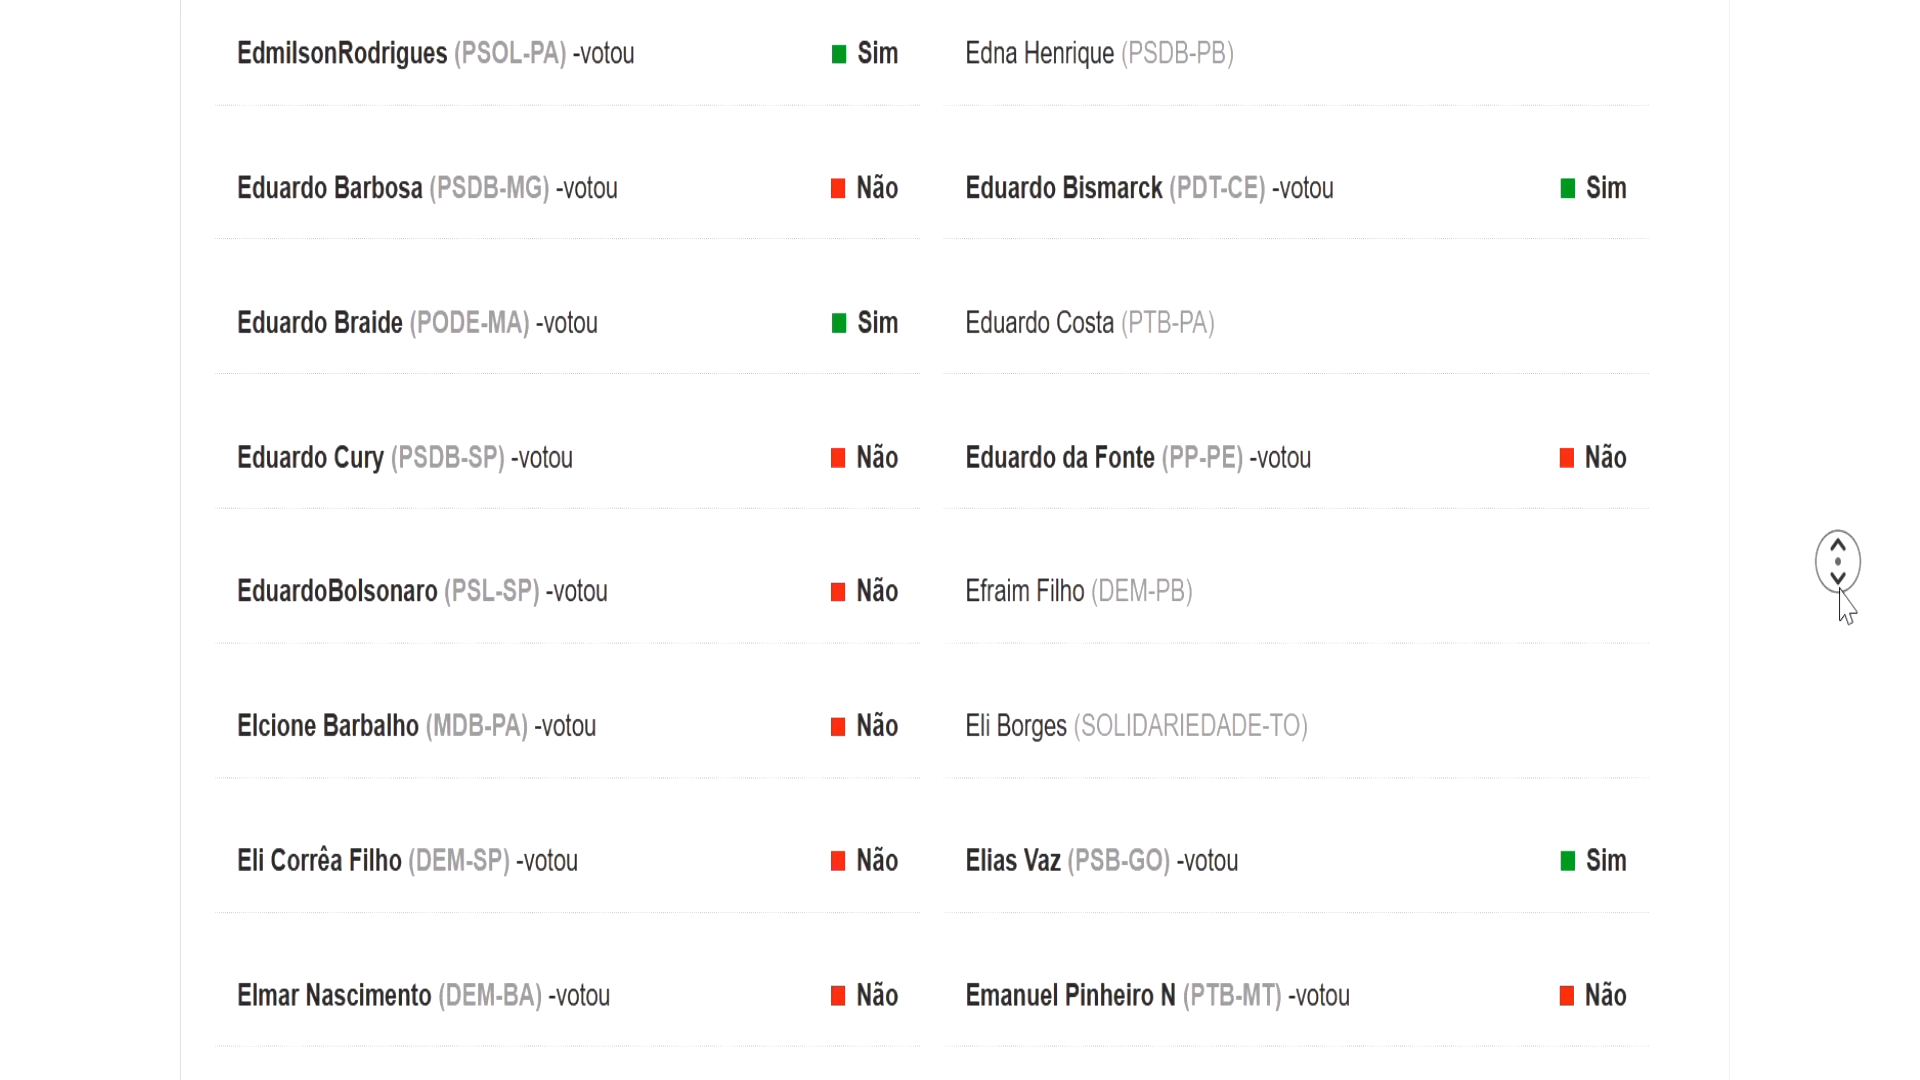 EdmilsonRodrigues (PSOL-PA) -votou Sim Edna Henrique (PSDB-PB)
Eduardo Barbosa (PSDB-MG) -votou Não Eduardo Bismarck (PDT-CE) -votou Sim
Eduardo Braide (PODE-MA) -votou Sim Eduardo Costa (PTB-PA)
Eduardo Cury (PSDB-SP) -votou Não Eduardo da Fonte (PP-PE) -votou Não
EduardoBolsonaro (PSL-SP) -votou Não Efraim Filho (DEM-PB)
Elcione Barbalho (MDB-PA) -votou Não Eli Borges (SOLIDARIEDADE-TO)
Eli Corrêa Filho (DEM-SP) -votou Não Elias Vaz (PSB-GO) -votou Sim
Elmar Nascimento (DEM-BA) -votou Não Emanuel Pinheiro N (PTB-MT) -votou Não